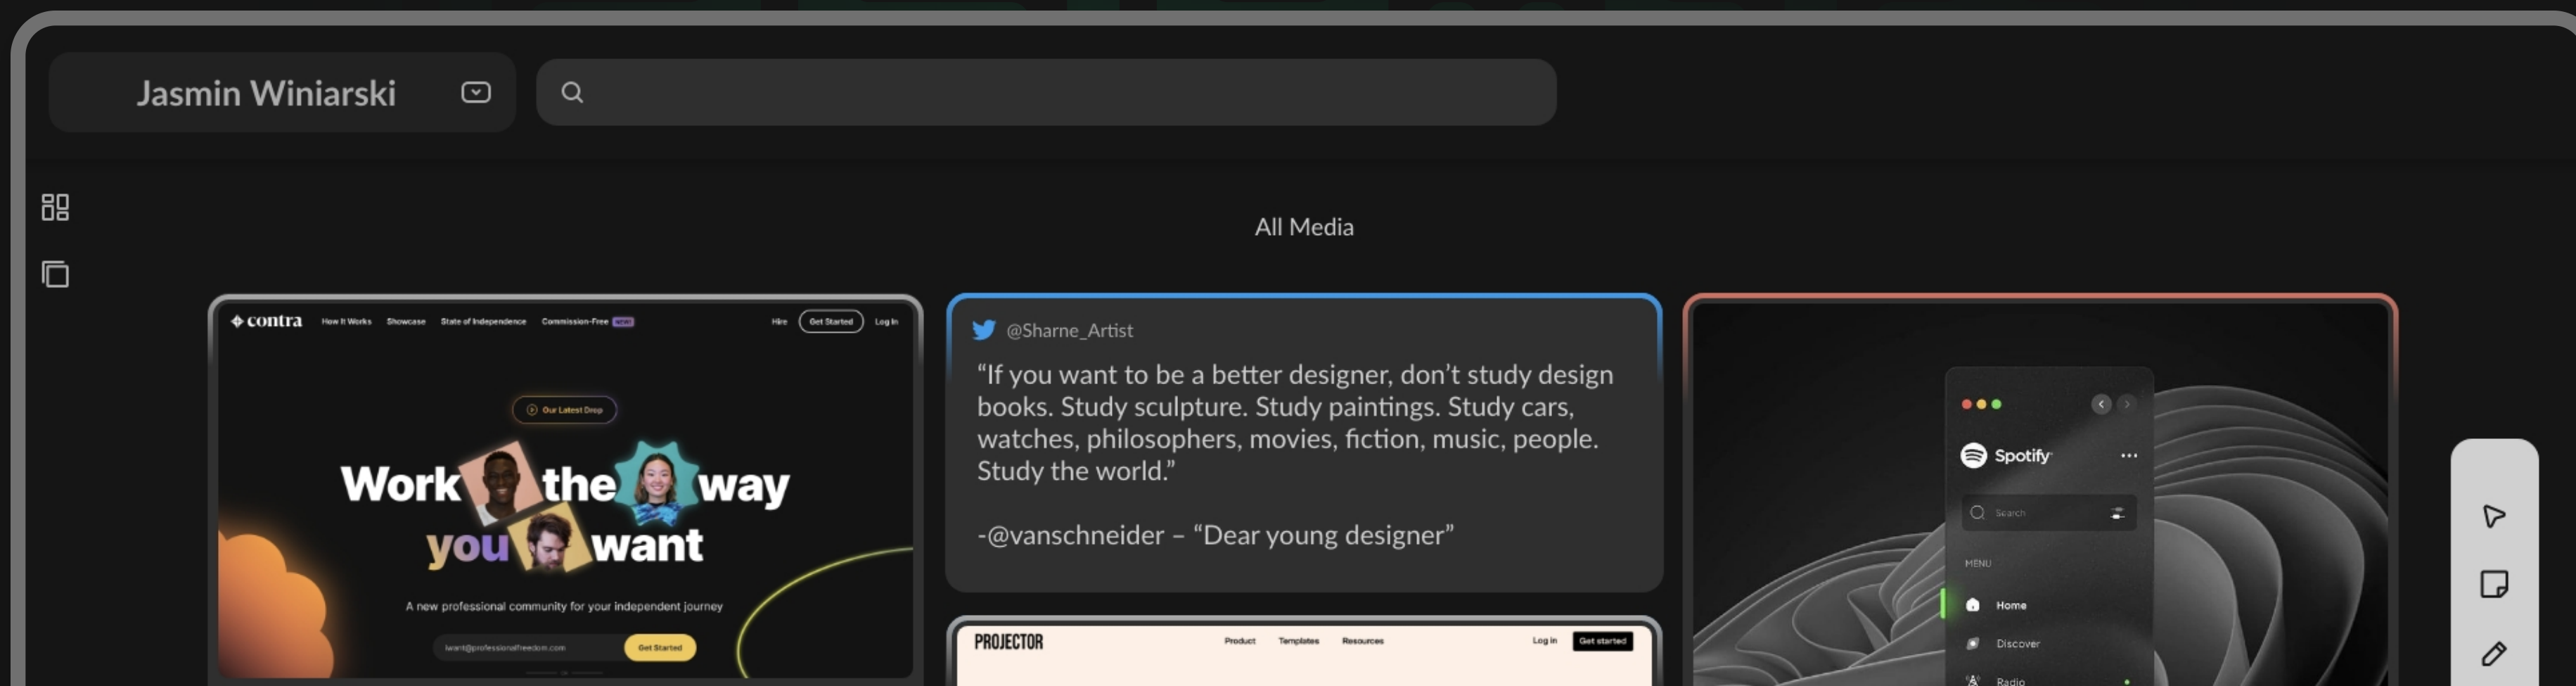 Jasmin Winiarski
All Media
contra How It Works Showcase State of Independence Commission-Free NEW! Hire Get Started Log In
Our Latest Drop
Work the way
you want
A new professional community for your independent journey
iwant@professionalfreedom.com Get Started
@Sharne_Artist
“If you want to be a better designer, don’t study design
books. Study sculpture. Study paintings. Study cars,
watches, philosophers, movies, fiction, music, people.
Study the world.”
-@vanschneider – “Dear young designer”
PROJECTOR Product Templates Resources Log in Get started
Spotify
Search
MENU
Home
Discover
Radio